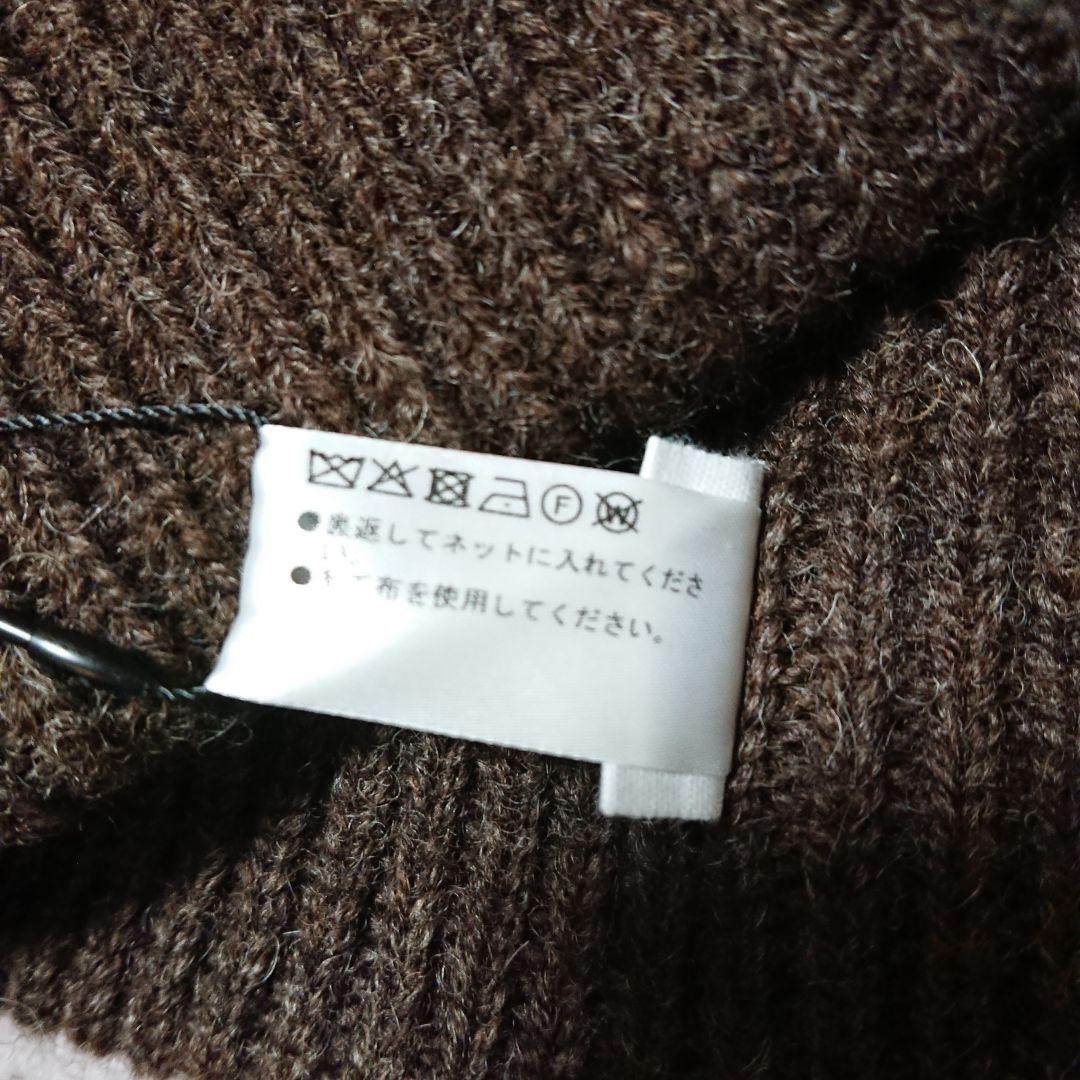 F W
●裏返してネットに入れてくださ
い。
● 布を使用してください。